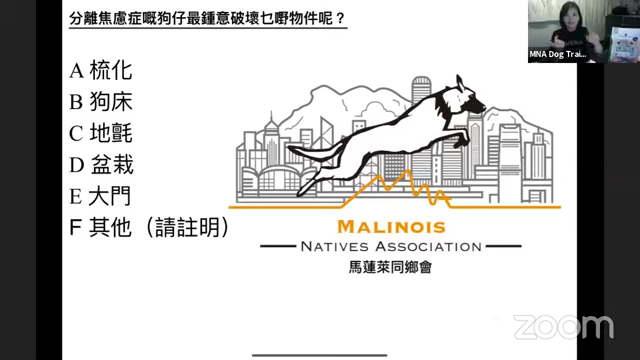 分離焦慮症嘅狗仔最鍾意破壞乜嘢物件呢？
MNA Dog Trai...
A 梳化
B 狗床
C 地氈
D 盆栽
E 大門
F 其他（請註明）
MALINOIS
NATIVES ASSOCIATION
馬蓮萊同鄉會
zoom